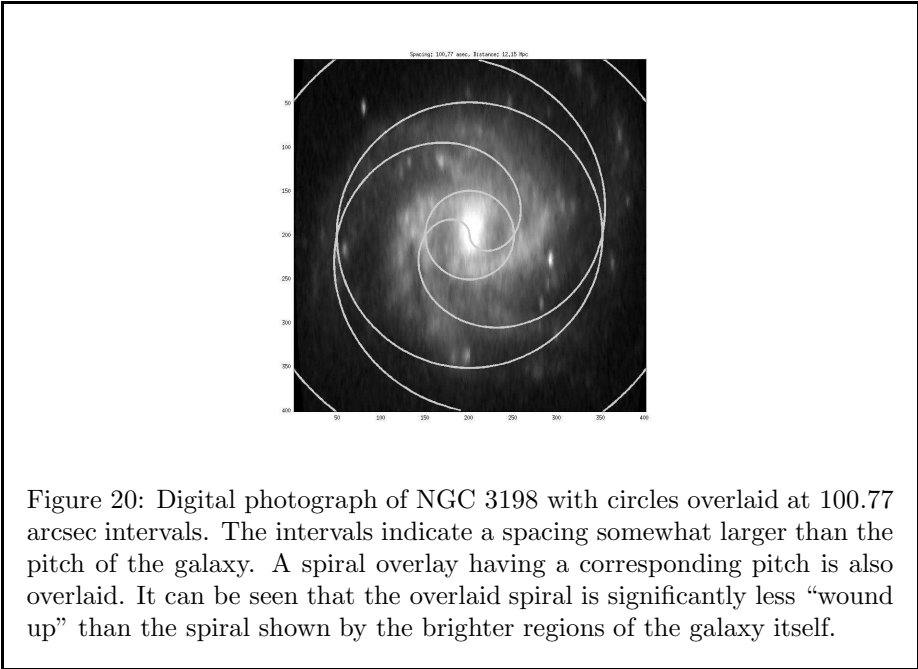 Spacing: 100.77 asec. Distance: 12.15 Mpc
50
100
150
200
250
300
350
400
50
100
150
200
250
300
350
400
Figure 20: Digital photograph of NGC 3198 with circles overlaid at 100.77
arcsec intervals. The intervals indicate a spacing somewhat larger than the
pitch of the galaxy. A spiral overlay having a corresponding pitch is also
overlaid. It can be seen that the overlaid spiral is significantly less “wound
up” than the spiral shown by the brighter regions of the galaxy itself.